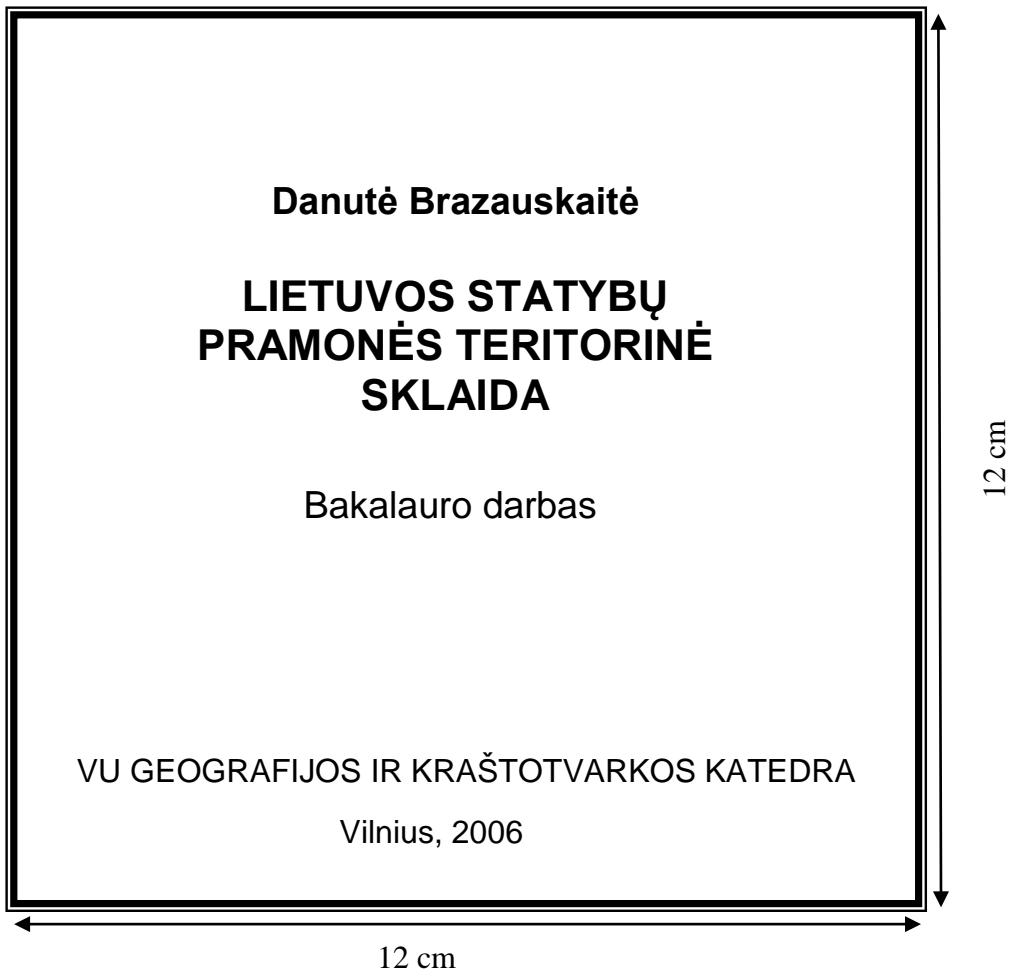 Danutė Brazauskaitė
LIETUVOS STATYBŲ
PRAMONĖS TERITORINĖ
SKLAIDA
Bakalauro darbas
VU GEOGRAFIJOS IR KRAŠTOTVARKOS KATEDRA
Vilnius, 2006
12 cm
12 cm